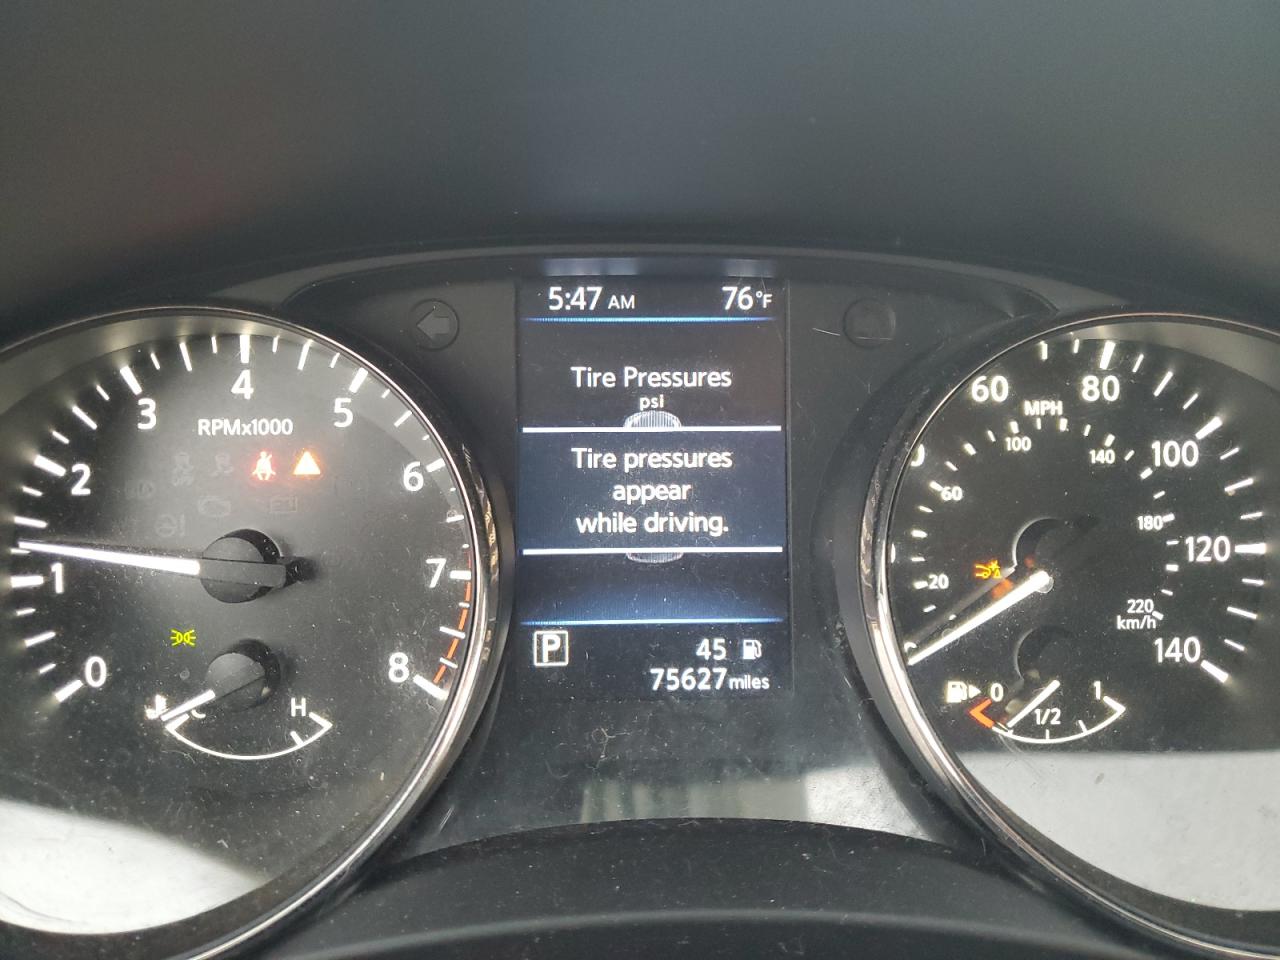 5:47 AM 76°F
Tire Pressures
psi
Tire pressures
appear
while driving.
P 45
75627 miles
0
1
2
3
4
5
6
7
8
RPMx1000
C H
60 80 100 120 140
MPH
20 60 100 140 180 220
km/h
0 1/2 1